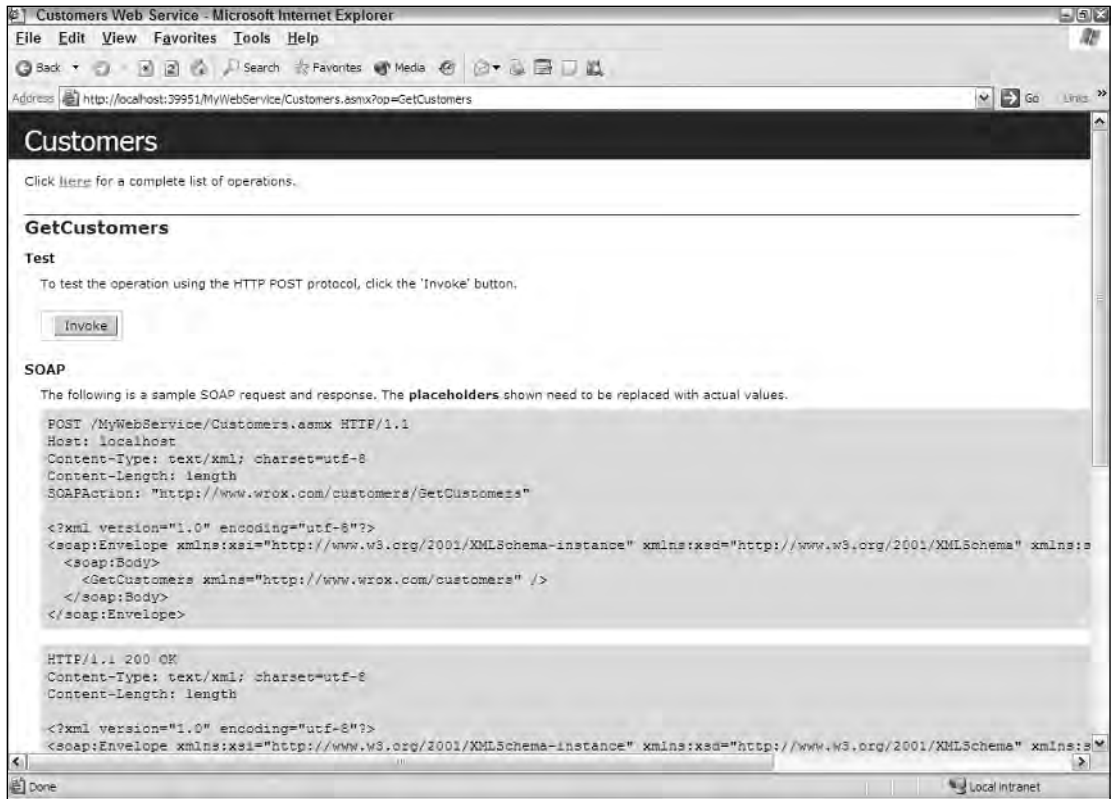 Customers Web Service - Microsoft Internet Explorer
File Edit View Favorites Tools Help
Back Search Favorites Media
Address http://localhost:39951/MyWebService/Customers.asmx?op=GetCustomers Go Links »
Customers
Click here for a complete list of operations.
GetCustomers
Test
To test the operation using the HTTP POST protocol, click the 'Invoke' button.
Invoke
SOAP
The following is a sample SOAP request and response. The placeholders shown need to be replaced with actual values.
POST /MyWebService/Customers.asmx HTTP/1.1
Host: localhost
Content-Type: text/xml; charset=utf-8
Content-Length: length
SOAPAction: "http://www.wrox.com/customers/GetCustomers"
<?xml version="1.0" encoding="utf-8"?>
<soap:Envelope xmlns:xsi="http://www.w3.org/2001/XMLSchema-instance" xmlns:xsd="http://www.w3.org/2001/XMLSchema" xmlns:s
<soap:Body>
<GetCustomers xmlns="http://www.wrox.com/customers" />
</soap:Body>
</soap:Envelope>
HTTP/1.1 200 OK
Content-Type: text/xml; charset=utf-8
Content-Length: length
<?xml version="1.0" encoding="utf-8"?>
<soap:Envelope xmlns:xsi="http://www.w3.org/2001/XMLSchema-instance" xmlns:xsd="http://www.w3.org/2001/XMLSchema" xmlns:s
Done Local intranet